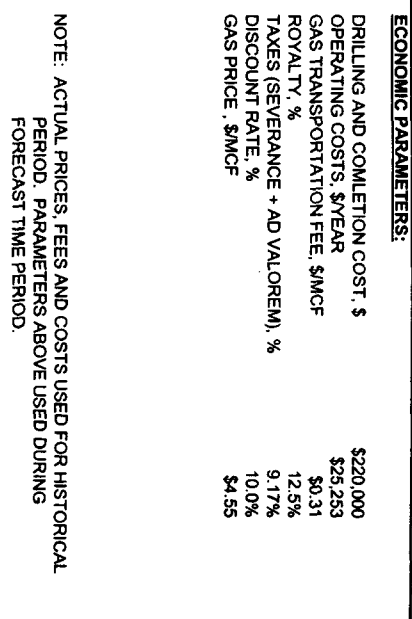 ECONOMIC PARAMETERS:
DRILLING AND COMLETION COST, $ $220,000
OPERATING COSTS, $/YEAR $25,253
GAS TRANSPORTATION FEE, $/MCF $0.31
ROYALTY, % 12.5%
TAXES (SEVERANCE + AD VALOREM), % 9.17%
DISCOUNT RATE, % 10.0%
GAS PRICE , $/MCF $4.55
NOTE: ACTUAL PRICES, FEES AND COSTS USED FOR HISTORICAL
PERIOD. PARAMETERS ABOVE USED DURING
FORECAST TIME PERIOD.